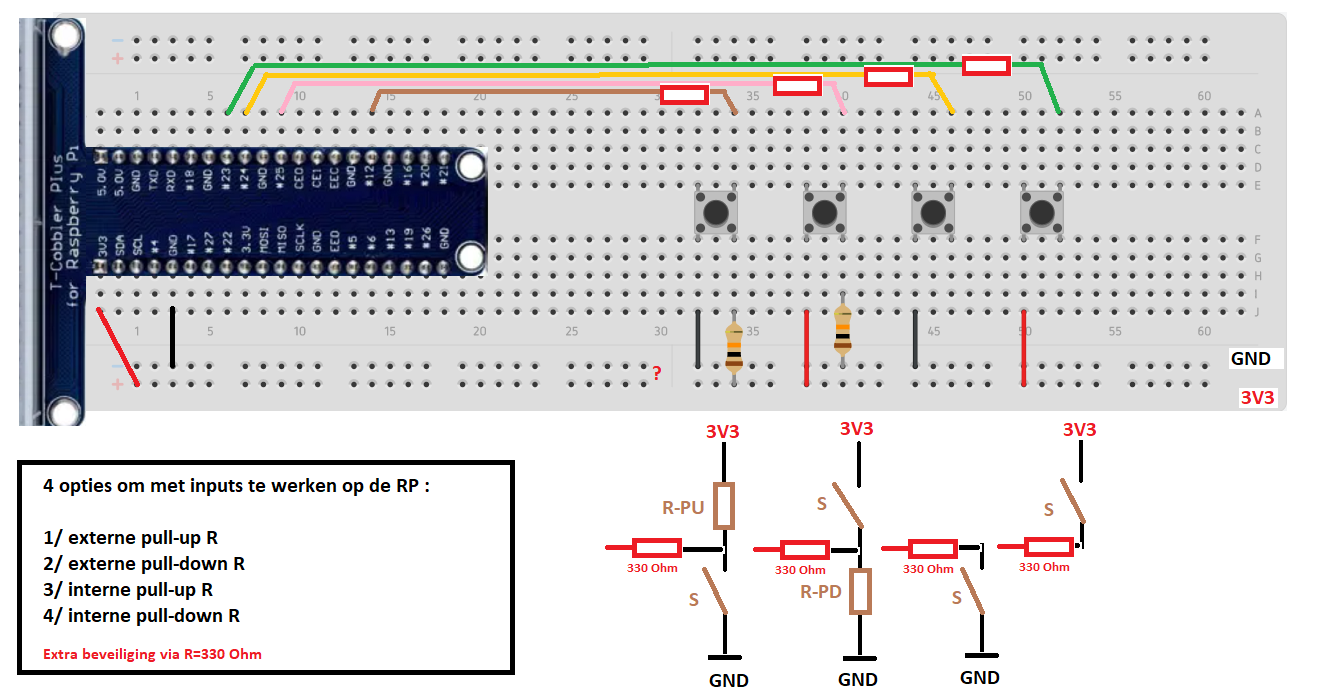 − 
+
1 5 10 15 20 25 30 35 40 45 50 55 60
A
B
C
D
E
T-Cobbler Plus
for Raspberry Pi
5.0V 5.0V GND TXD RXD #18 GND #23 #24 GND #25 CE0 CE1 EEC GND #12 GND #16 #20 #21
3V3 SDA SCL #4 GND #17 #27 #22 3.3V MOSI MISO SCLK GND EED #5 #6 #13 #19 #26 GND
F
G
H
I
J
1 5 10 15 20 25 30 35 45 50 55 60
−
+
?
GND
3V3
3V3 3V3 3V3
4 opties om met inputs te werken op de RP :
1/ externe pull-up R
2/ externe pull-down R
3/ interne pull-up R
4/ interne pull-down R
Extra beveiliging via R=330 Ohm
R-PU
S
S
330 Ohm
330 Ohm
330 Ohm
330 Ohm
S
R-PD
S
GND GND GND